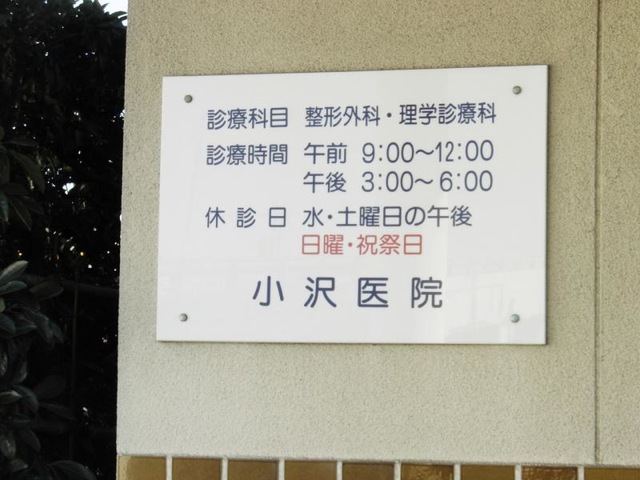 診療科目 整形外科・理学診療科
診療時間 午前 9:00〜12:00
午後 3:00〜6:00
休診日 水・土曜日の午後
日曜・祝祭日
小沢医院